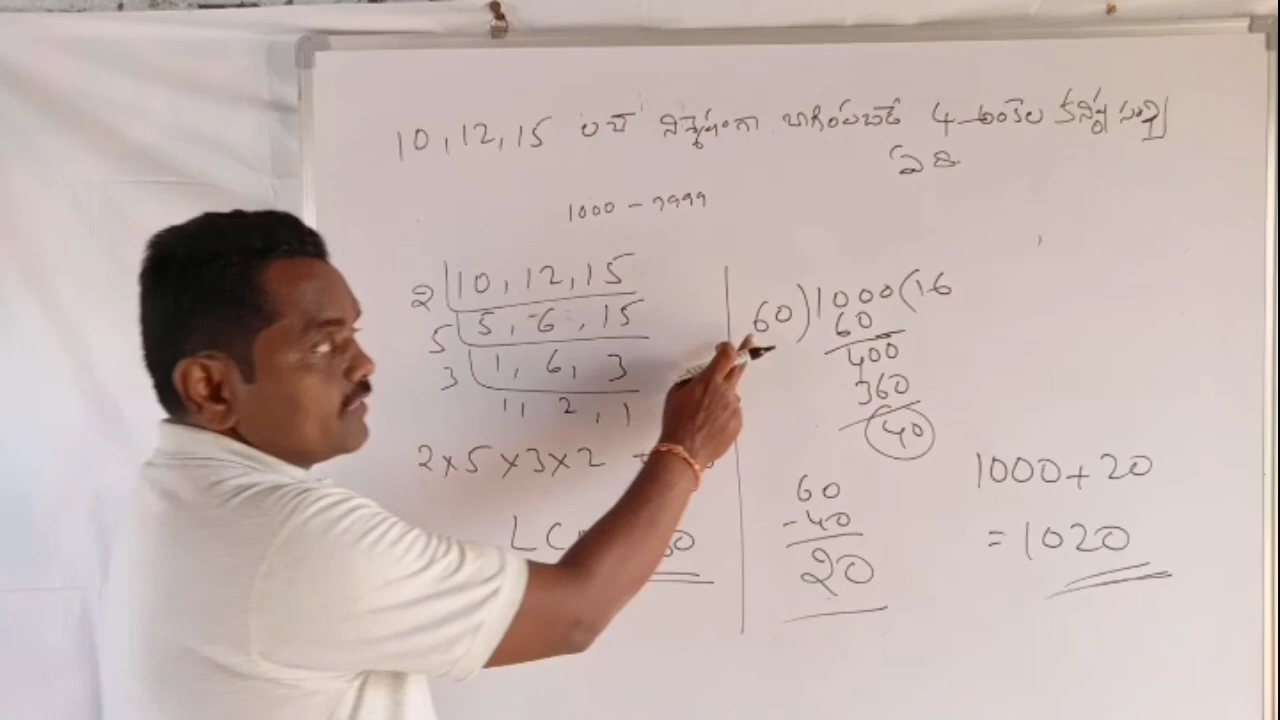 10, 12, 15 లచే నిశ్శేషంగా భాగింపబడే 4 అంకెల కనిష్ఠ సంఖ్య
ఏది
1000 - 9999
2 10, 12, 15
5 5, 6, 15
3 1, 6, 3
1, 2, 1
2 x 5 x 3 x 2
60)1000(16
60
400
360
40
60
-40
20
1000 + 20
= 1020